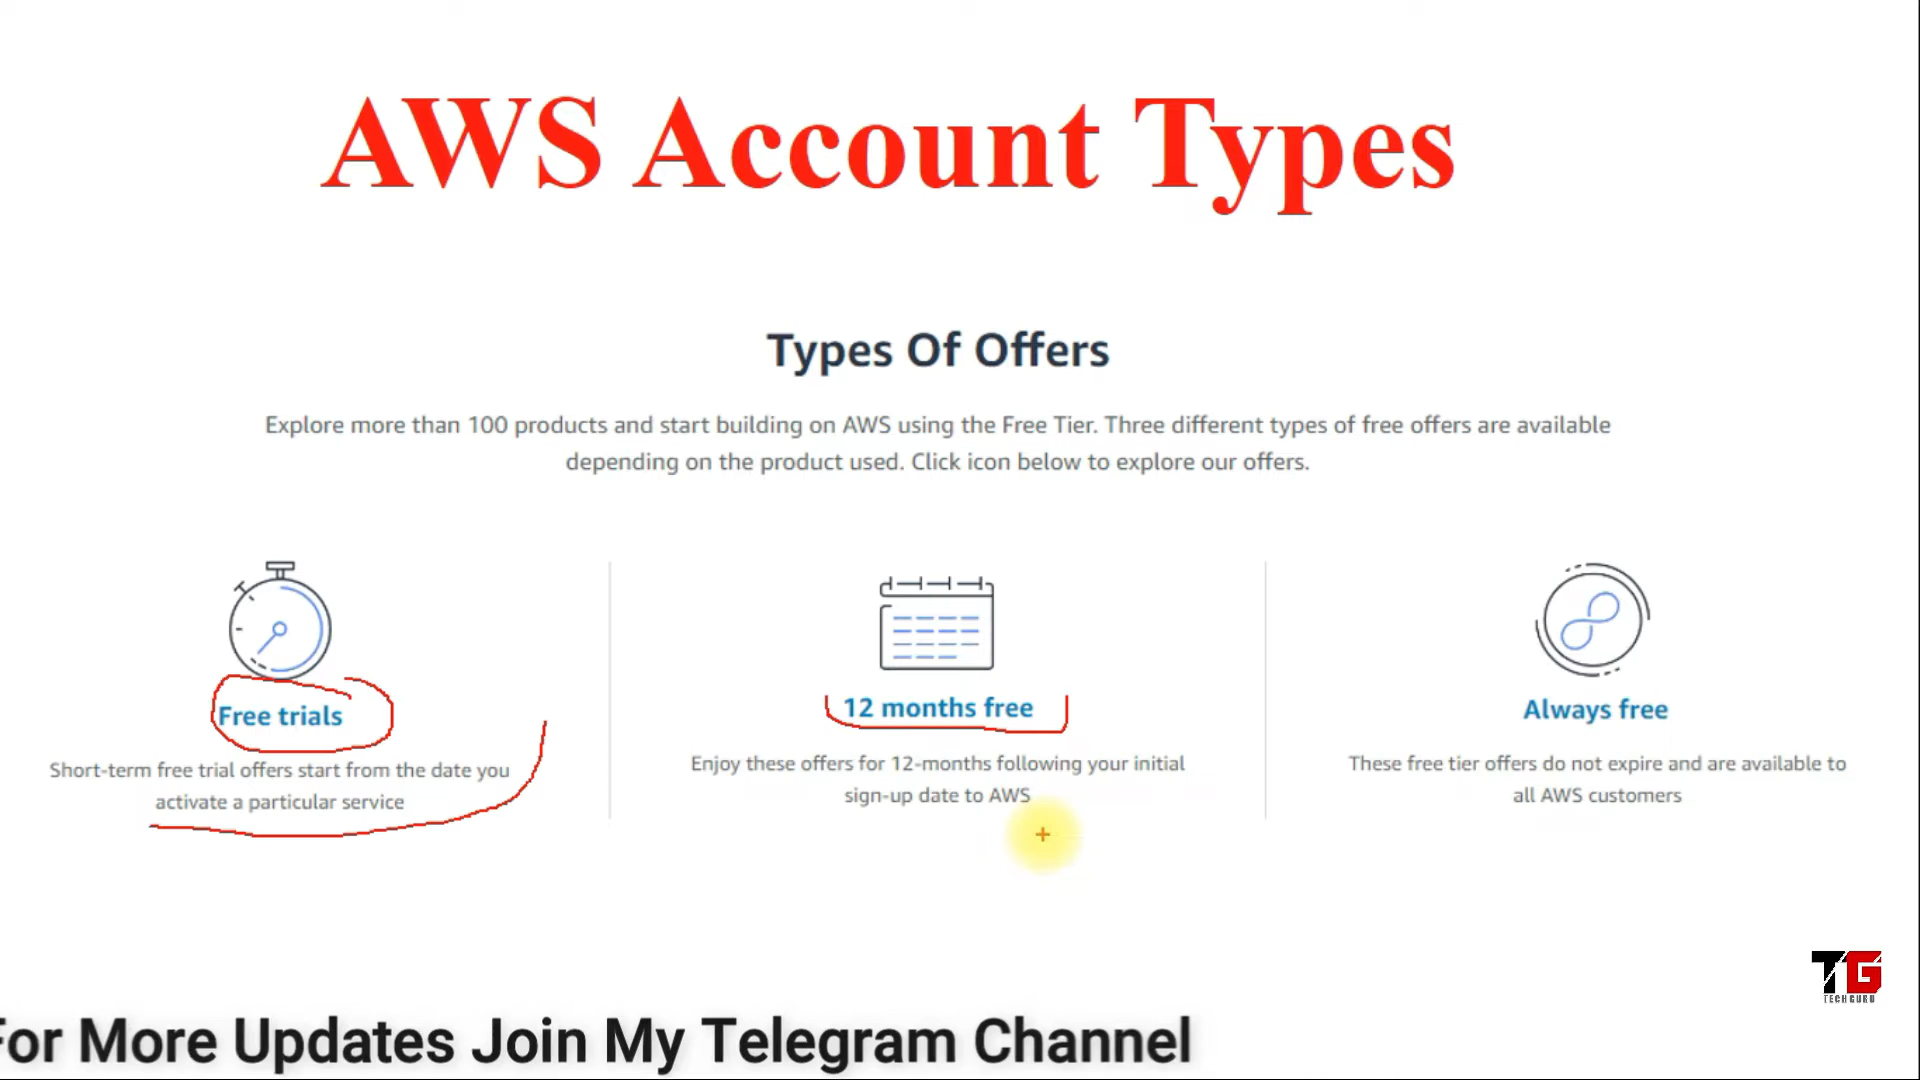 AWS Account Types
Types Of Offers
Explore more than 100 products and start building on AWS using the Free Tier. Three different types of free offers are available
depending on the product used. Click icon below to explore our offers.
Free trials
Short-term free trial offers start from the date you
activate a particular service
12 months free
Enjoy these offers for 12-months following your initial
sign-up date to AWS
Always free
These free tier offers do not expire and are available to
all AWS customers
TG
TECH GURU
For More Updates Join My Telegram Channel